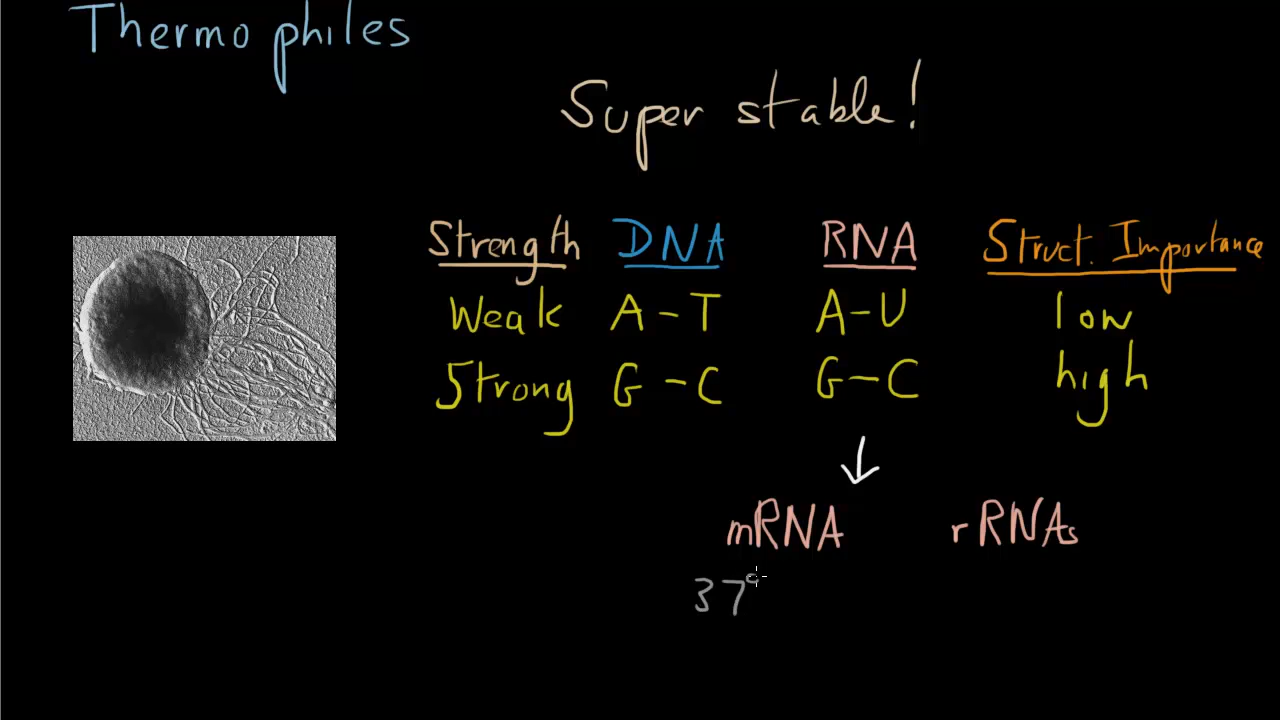 Thermophiles
Super stable!
Strength DNA RNA Struct. Importance
Weak A-T A-U low
Strong G-C G-C high
mRNA rRNAs
37°